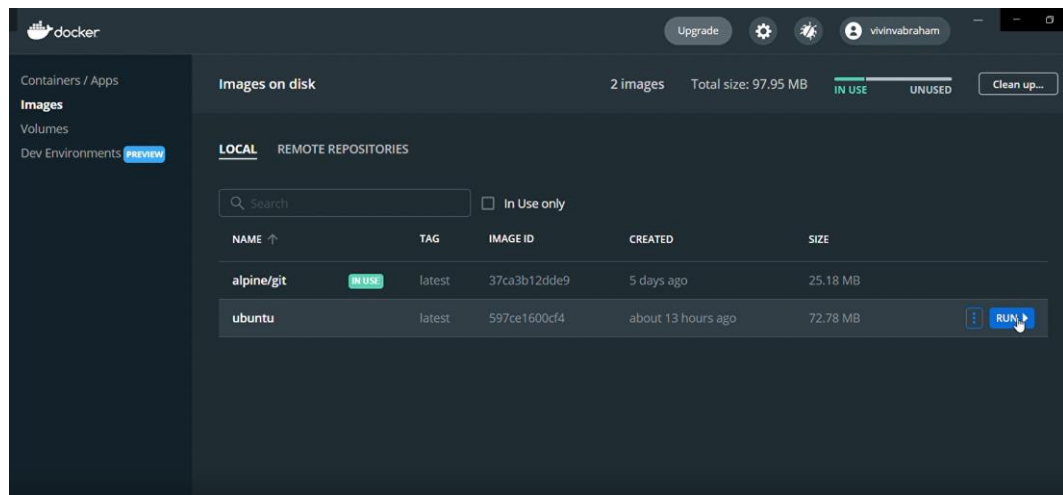 docker
Upgrade
vivinvabraham
Containers / Apps
Images
Volumes
Dev Environments PREVIEW
Images on disk
2 images Total size: 97.95 MB
IN USE UNUSED
Clean up...
LOCAL REMOTE REPOSITORIES
Search
In Use only
NAME TAG IMAGE ID CREATED SIZE
alpine/git IN USE latest 37ca3b12dde9 5 days ago 25.18 MB
ubuntu latest 597ce1600cf4 about 13 hours ago 72.78 MB RUN